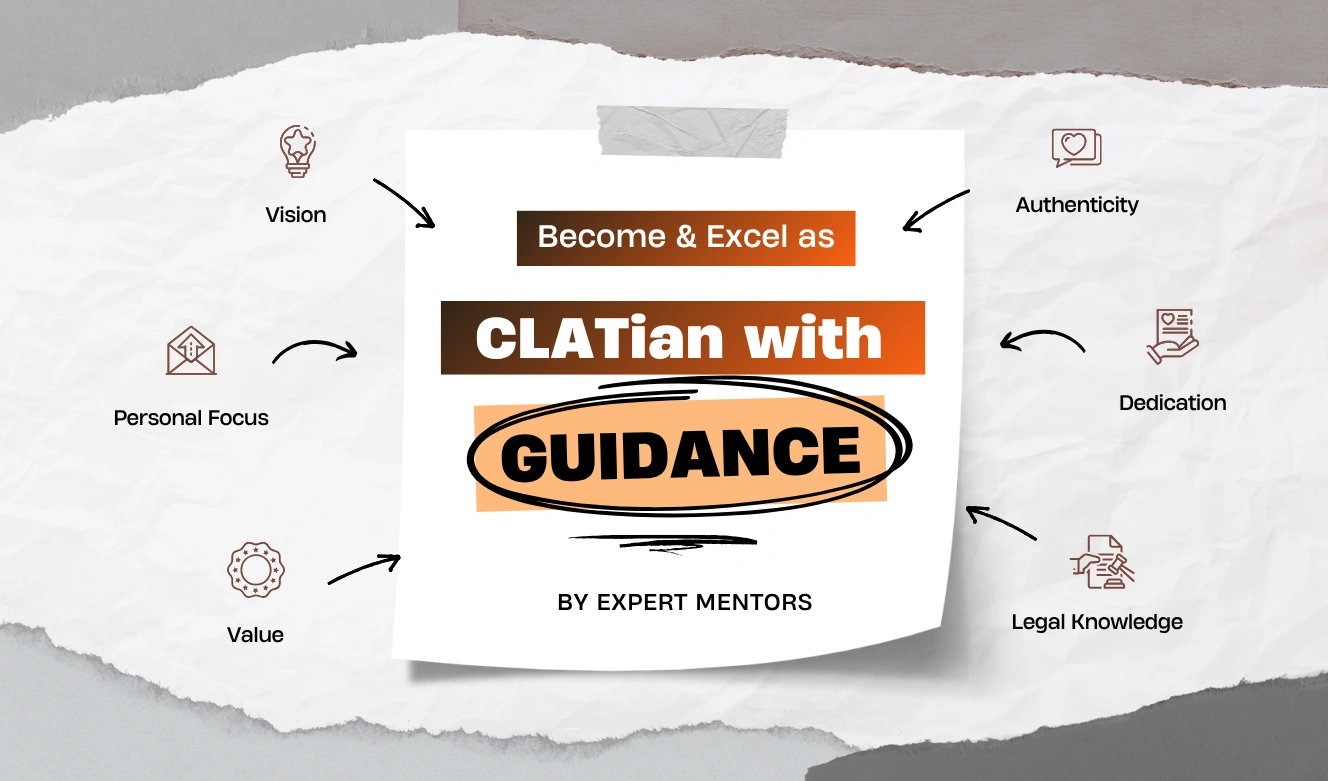 Vision
Authenticity
Become & Excel as
CLATian with
Personal Focus
Dedication
GUIDANCE
BY EXPERT MENTORS
Value
Legal Knowledge